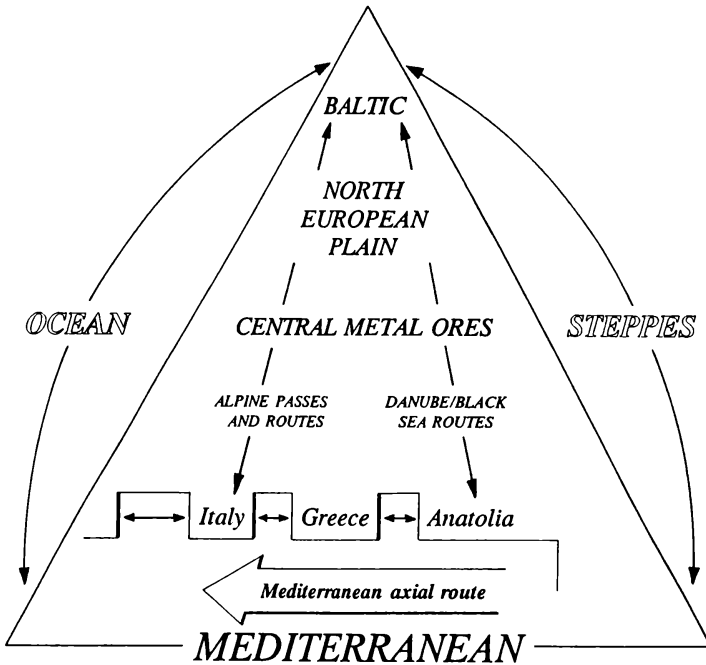 BALTIC
NORTH
EUROPEAN
PLAIN
OCEAN
CENTRAL METAL ORES
STEPPES
ALPINE PASSES
AND ROUTES
DANUBE/BLACK
SEA ROUTES
Italy
Greece
Anatolia
Mediterranean axial route
MEDITERRANEAN